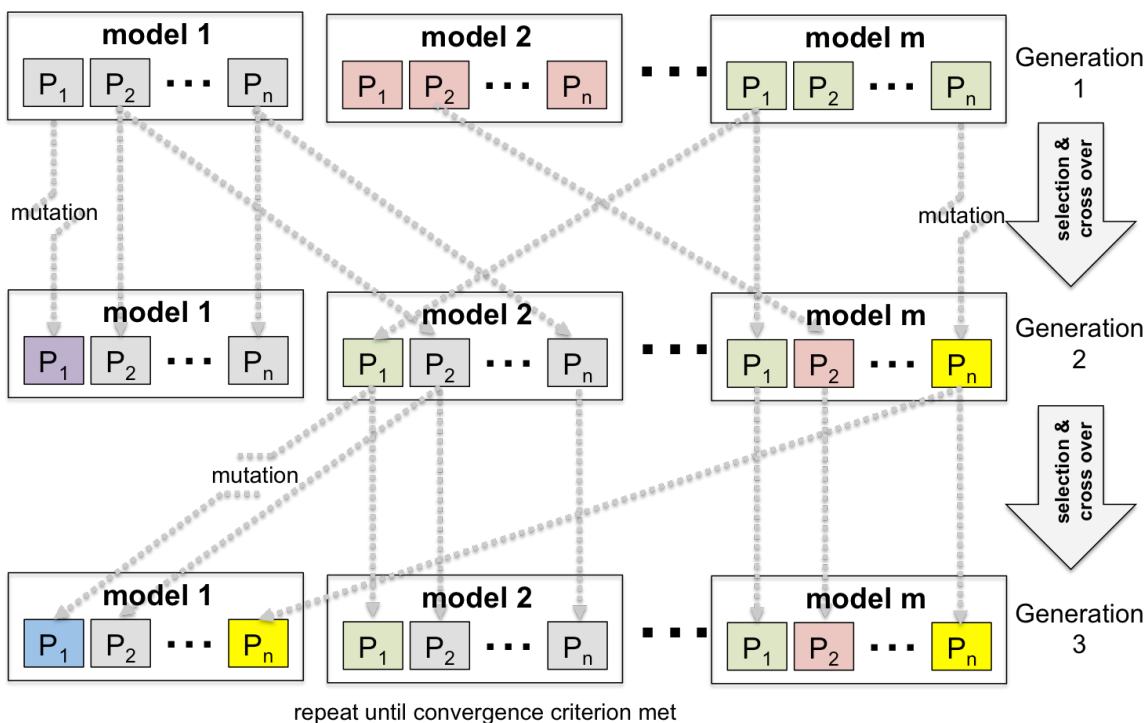 model 1
P1 P2 ... Pn
model 2
P1 P2 ... Pn
...
model m
P1 P2 ... Pn
Generation
1
mutation
mutation
selection &
cross over
model 1
P1 P2 ... Pn
model 2
P1 P2 ... Pn
...
model m
P1 P2 ... Pn
Generation
2
mutation
selection &
cross over
model 1
P1 P2 ... Pn
model 2
P1 P2 ... Pn
...
model m
P1 P2 ... Pn
Generation
3
repeat until convergence criterion met